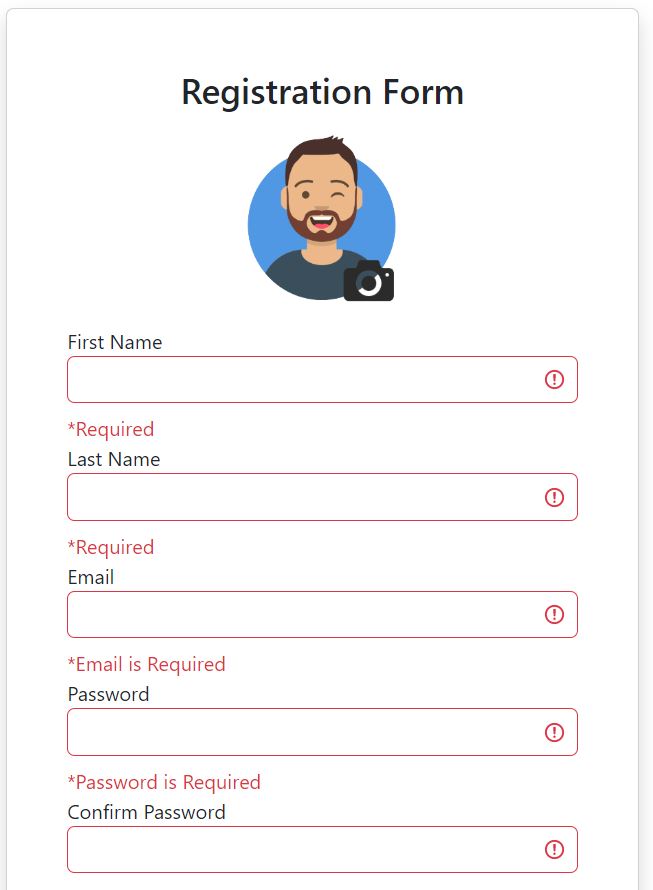 Registration Form
First Name
*Required
Last Name
*Required
Email
*Email is Required
Password
*Password is Required
Confirm Password